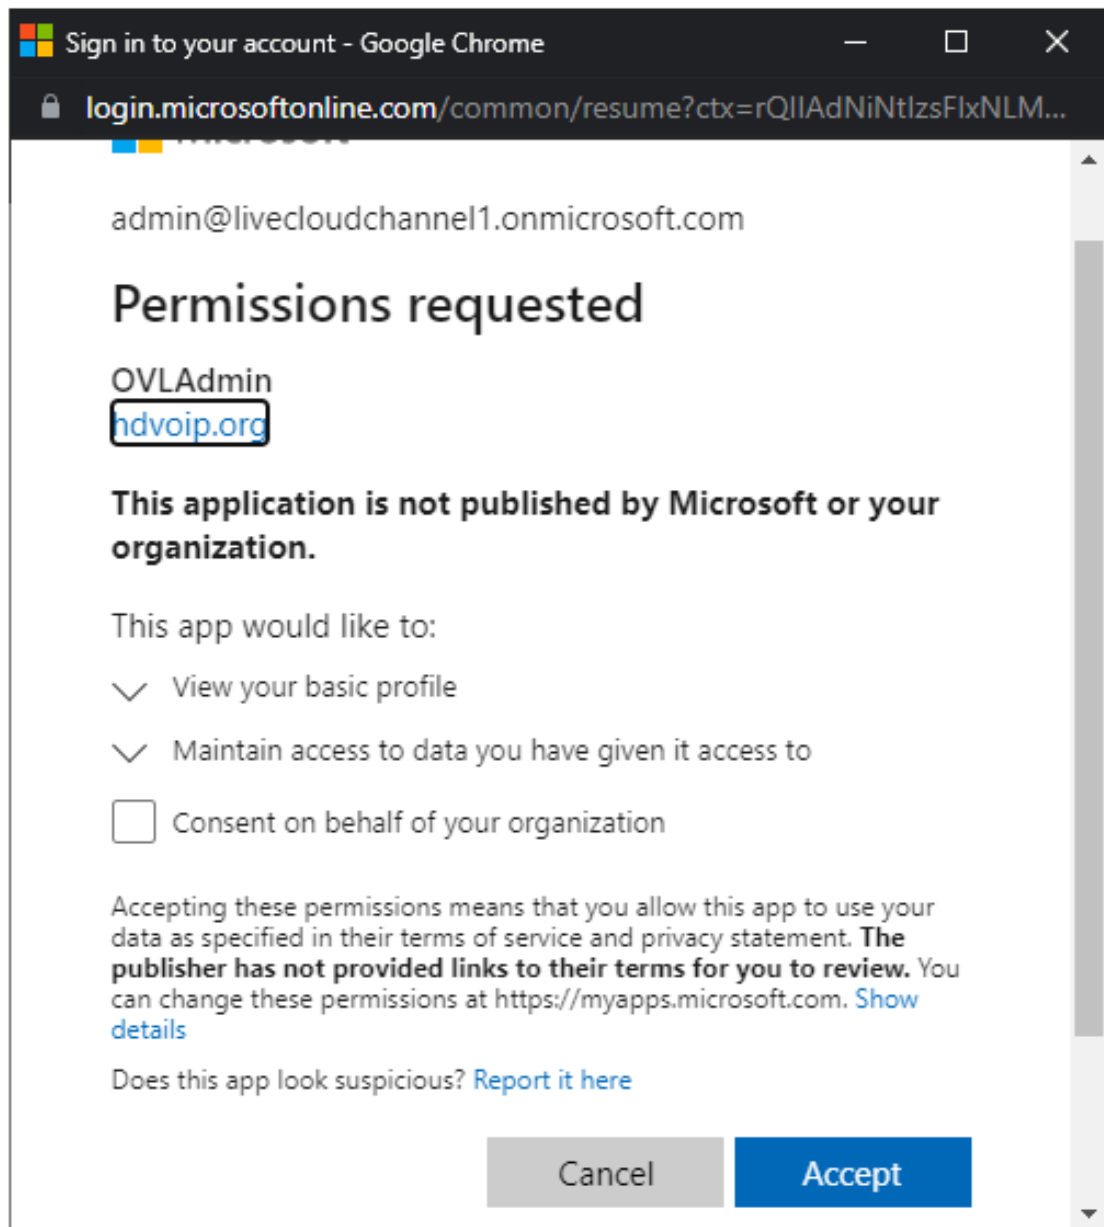 Sign in to your account - Google Chrome
login.microsoftonline.com/common/resume?ctx=rQIIAdNiNtIzsFIxNLM...
Microsoft
admin@livecloudchannel1.onmicrosoft.com
Permissions requested
OVLAdmin
hdvoip.org
This application is not published by Microsoft or your
organization.
This app would like to:
View your basic profile
Maintain access to data you have given it access to
Consent on behalf of your organization
Accepting these permissions means that you allow this app to use your
data as specified in their terms of service and privacy statement. The
publisher has not provided links to their terms for you to review. You
can change these permissions at https://myapps.microsoft.com. Show
details
Does this app look suspicious? Report it here
Cancel
Accept